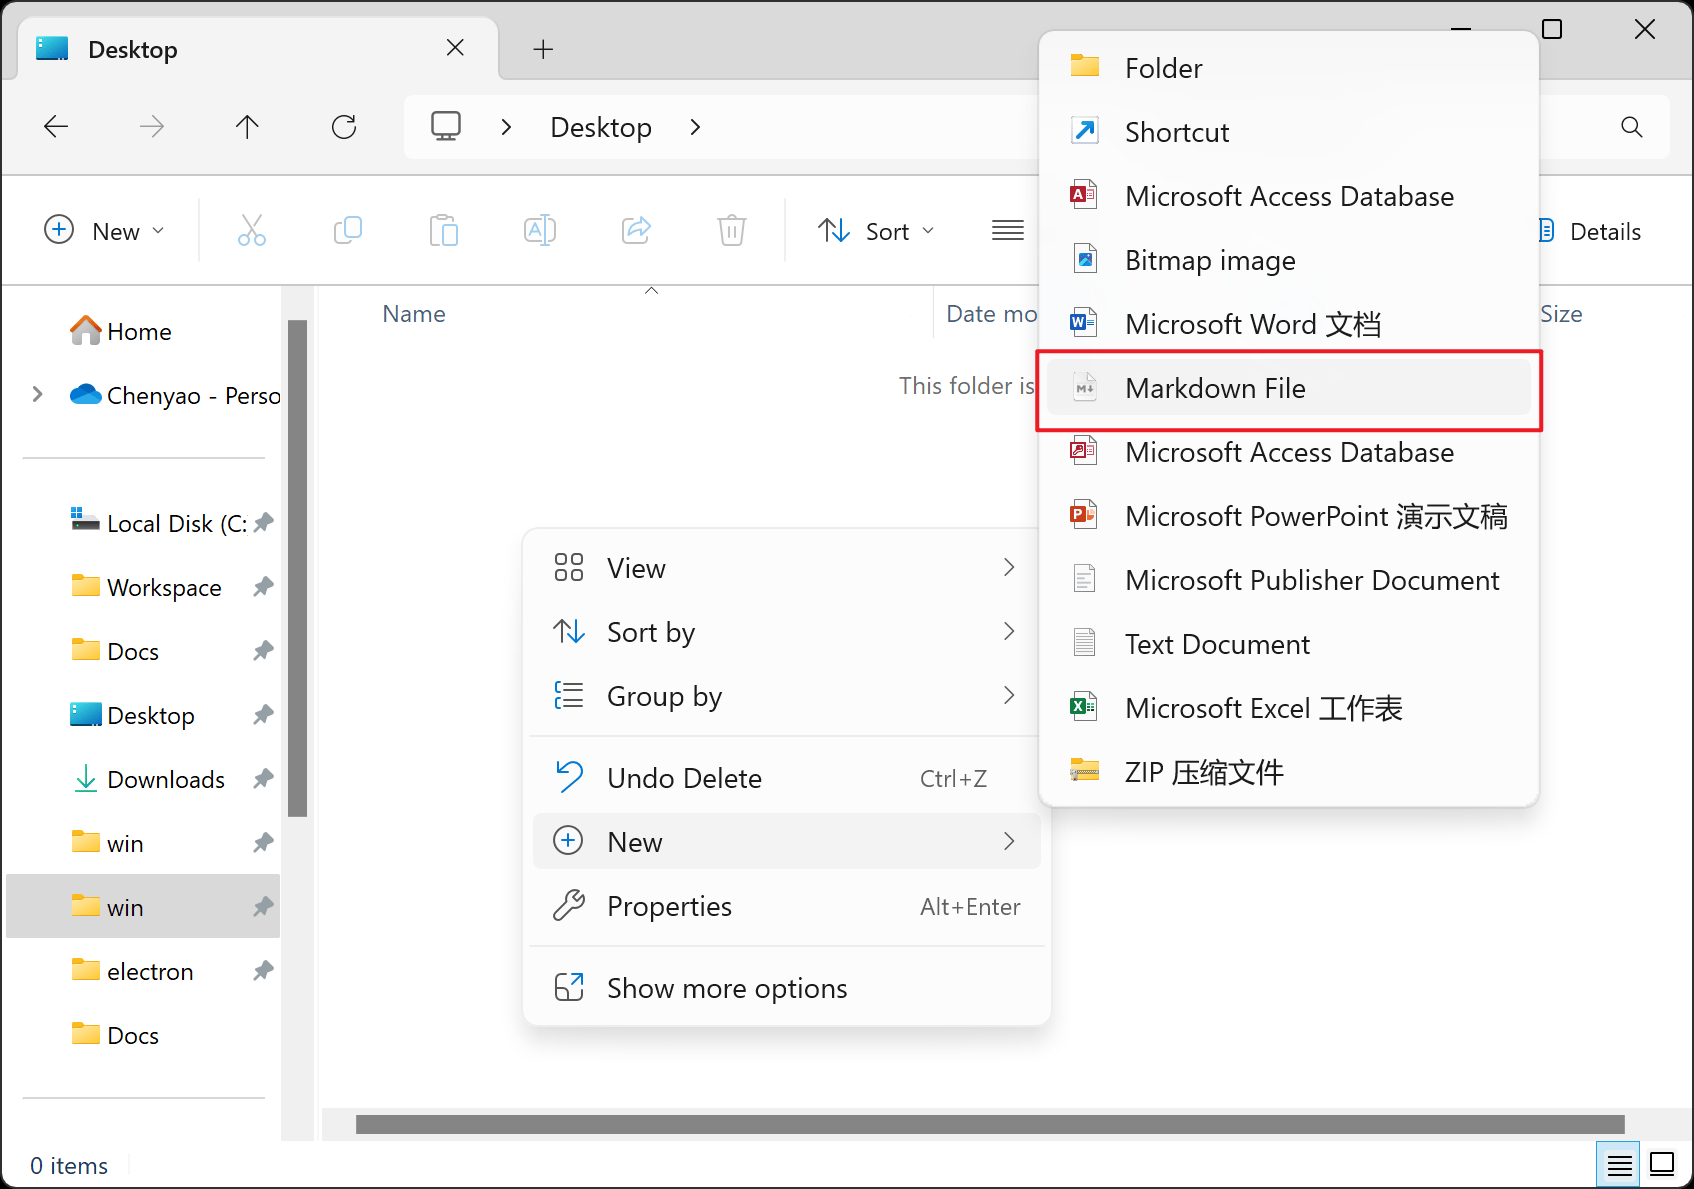 Desktop
Desktop
New
Sort
Details
Name
Date mo
Size
This folder is
Home
Chenyao - Perso
Local Disk (C:
Workspace
Docs
Desktop
Downloads
win
win
electron
Docs
View
Sort by
Group by
Undo Delete Ctrl+Z
New
Properties Alt+Enter
Show more options
Folder
Shortcut
Microsoft Access Database
Bitmap image
Microsoft Word 文档
Markdown File
Microsoft Access Database
Microsoft PowerPoint 演示文稿
Microsoft Publisher Document
Text Document
Microsoft Excel 工作表
ZIP 压缩文件
0 items